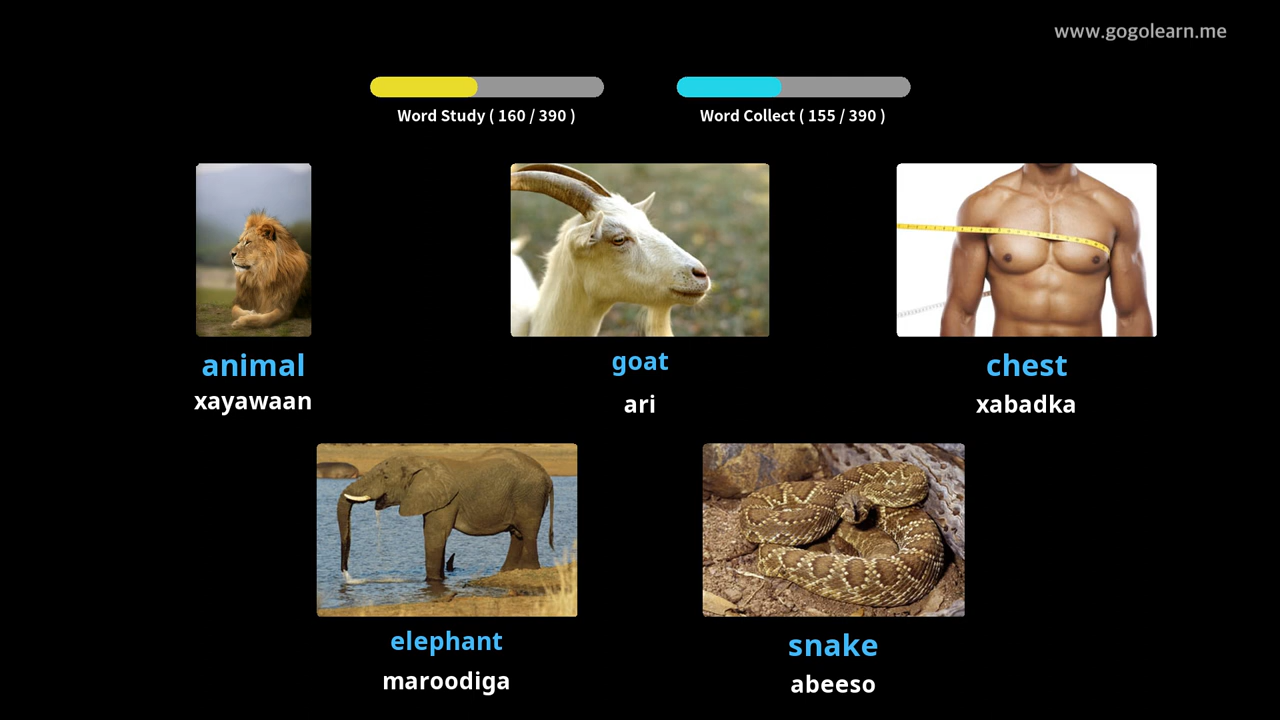 www.gogolearn.me
Word Study ( 160 / 390 )
Word Collect ( 155 / 390 )
animal
xayawaan
goat
ari
chest
xabadka
elephant
maroodiga
snake
abeeso